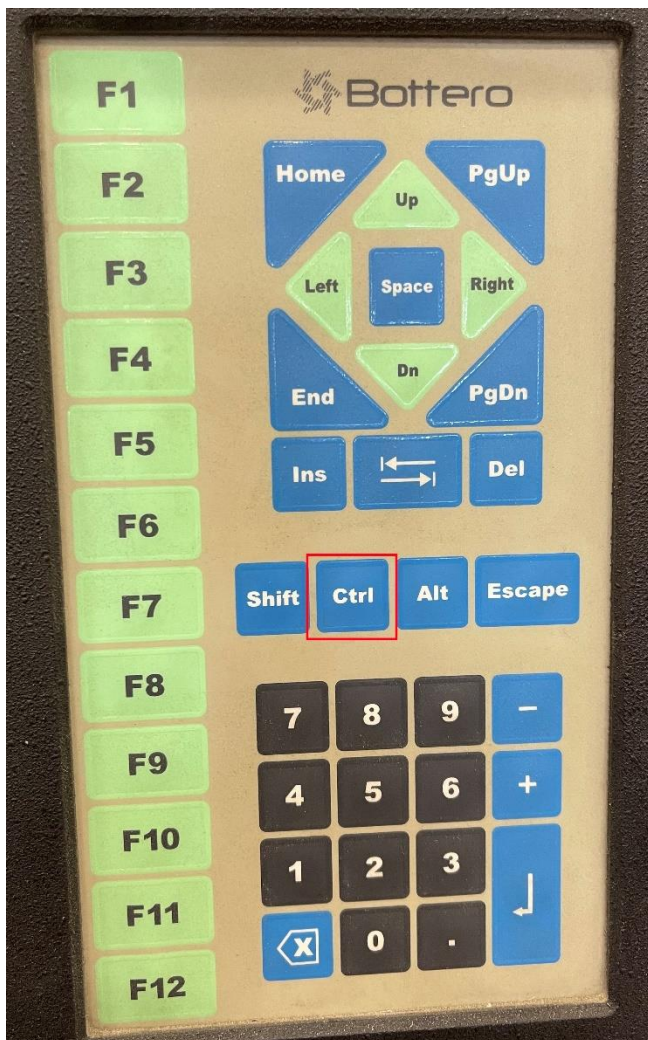 Bottero
F1
F2
F3
F4
F5
F6
F7
F8
F9
F10
F11
F12
Home
Up
PgUp
Left
Space
Right
End
Dn
PgDn
Ins
Del
Shift
Ctrl
Alt
Escape
7 8 9 -
4 5 6 +
1 2 3
X 0 .